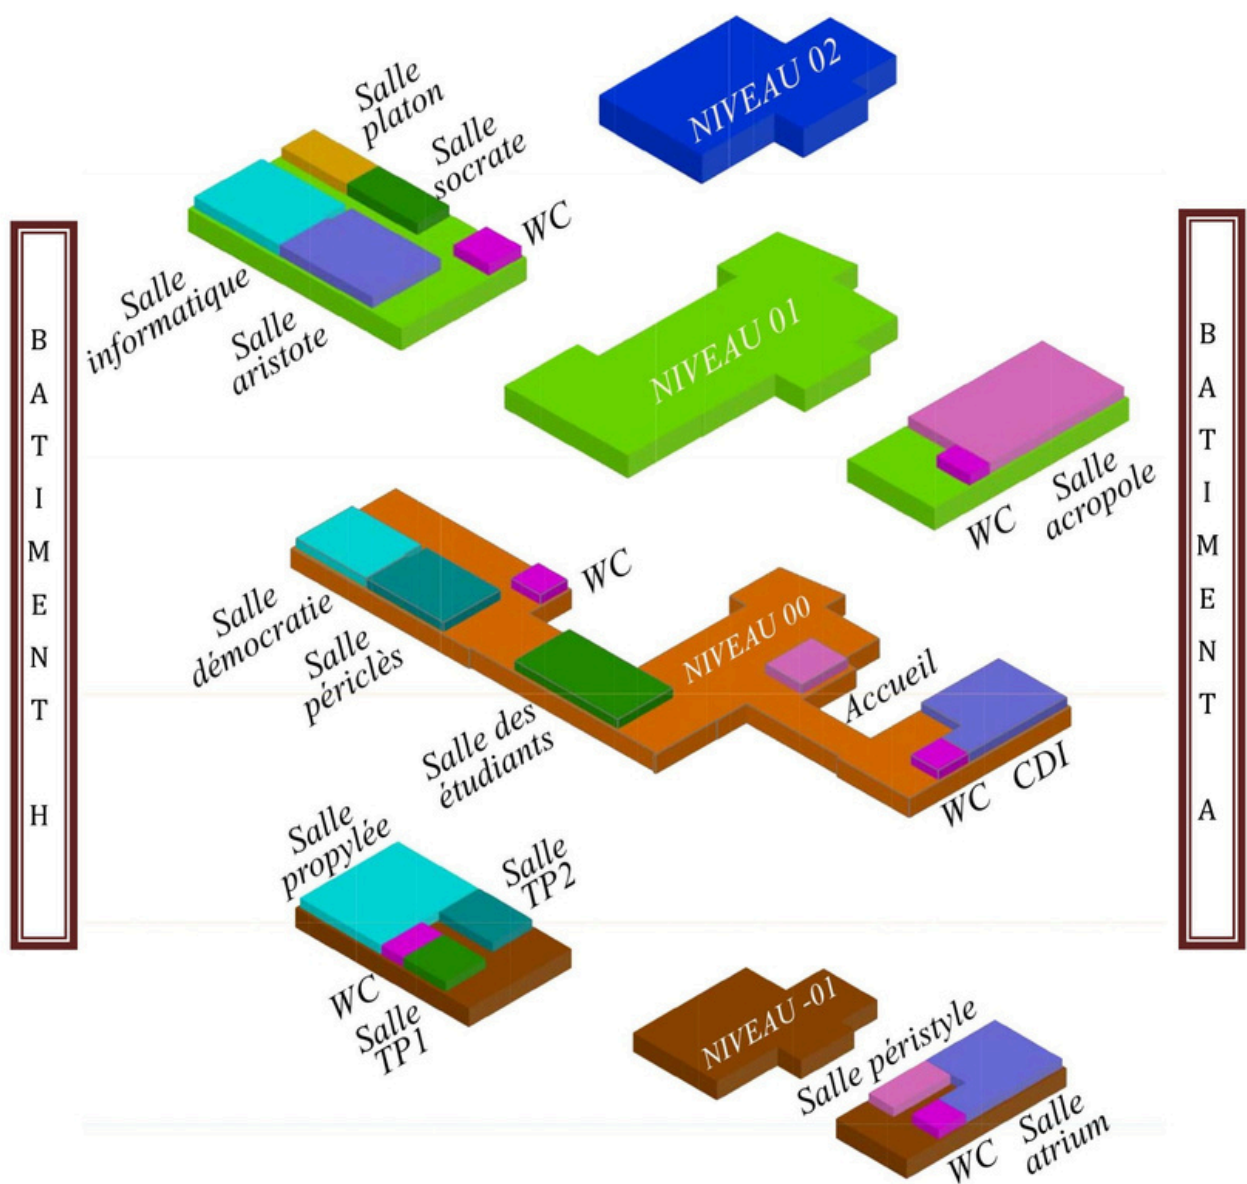 NIVEAU 02
Salle
platon
Salle
socrate
WC
Salle
informatique
Salle
aristote
BATIMENT H
BATIMENT A
NIVEAU 01
WC
Salle
acropole
WC
Salle
démocratie
Salle
périclès
Salle des
étudiants
NIVEAU 00
Accueil
WC
CDI
Salle
propylée
Salle
TP2
WC
Salle
TP1
NIVEAU -01
Salle péristyle
WC
Salle
atrium